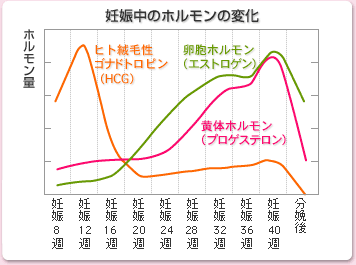 妊娠中のホルモンの変化
ホルモン量
ヒト絨毛性
ゴナドトロピン
（HCG）
卵胞ホルモン
（エストロゲン）
黄体ホルモン
（プロゲステロン）
妊娠8週
妊娠12週
妊娠16週
妊娠20週
妊娠24週
妊娠28週
妊娠32週
妊娠36週
妊娠40週
分娩後